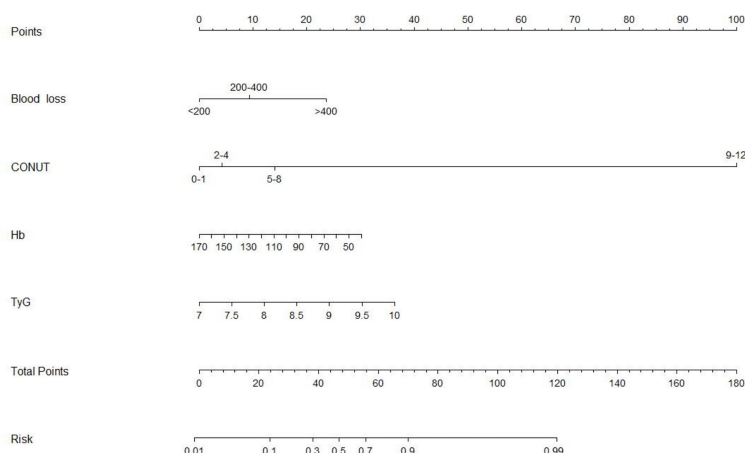 Points
0 10 20 30 40 50 60 70 80 90 100
200-400
Blood loss
<200 >400
2-4 9-12
CONUT
0-1 5-8
Hb
170 150 130 110 90 70 50
TyG
7 7.5 8 8.5 9 9.5 10
Total Points
0 20 40 60 80 100 120 140 160 180
Risk
0.01 0.1 0.3 0.5 0.7 0.9 0.99